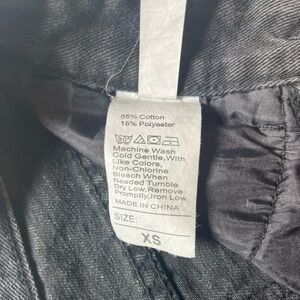 85% Cotton
15% Polyester
Machine Wash
Cold Gentle,With
Like Colors,
Non-Chlorine
Bleach When
Needed Tumble
Dry Low,Remove
Promptly,Iron Low
MADE IN CHINA
SIZE:
XS